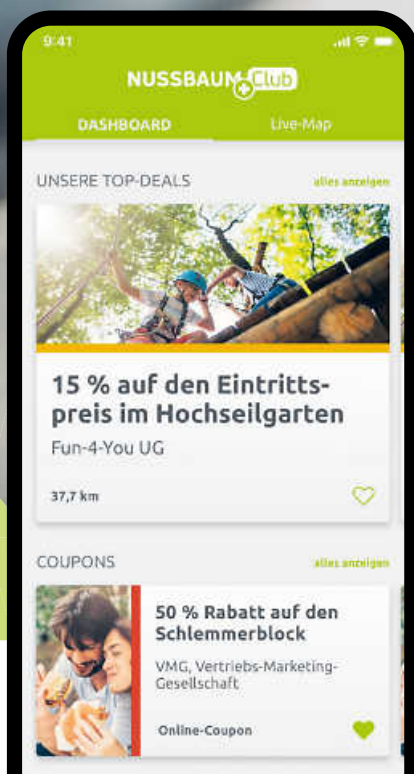 9:41
NUSSBAUM Club
DASHBOARD Live-Map
UNSERE TOP-DEALS alles anzeigen
15 % auf den Eintritts-
preis im Hochseilgarten
Fun-4-You UG
37,7 km
COUPONS alles anzeigen
50 % Rabatt auf den
Schlemmerblock
VMG, Vertriebs-Marketing-
Gesellschaft
Online-Coupon